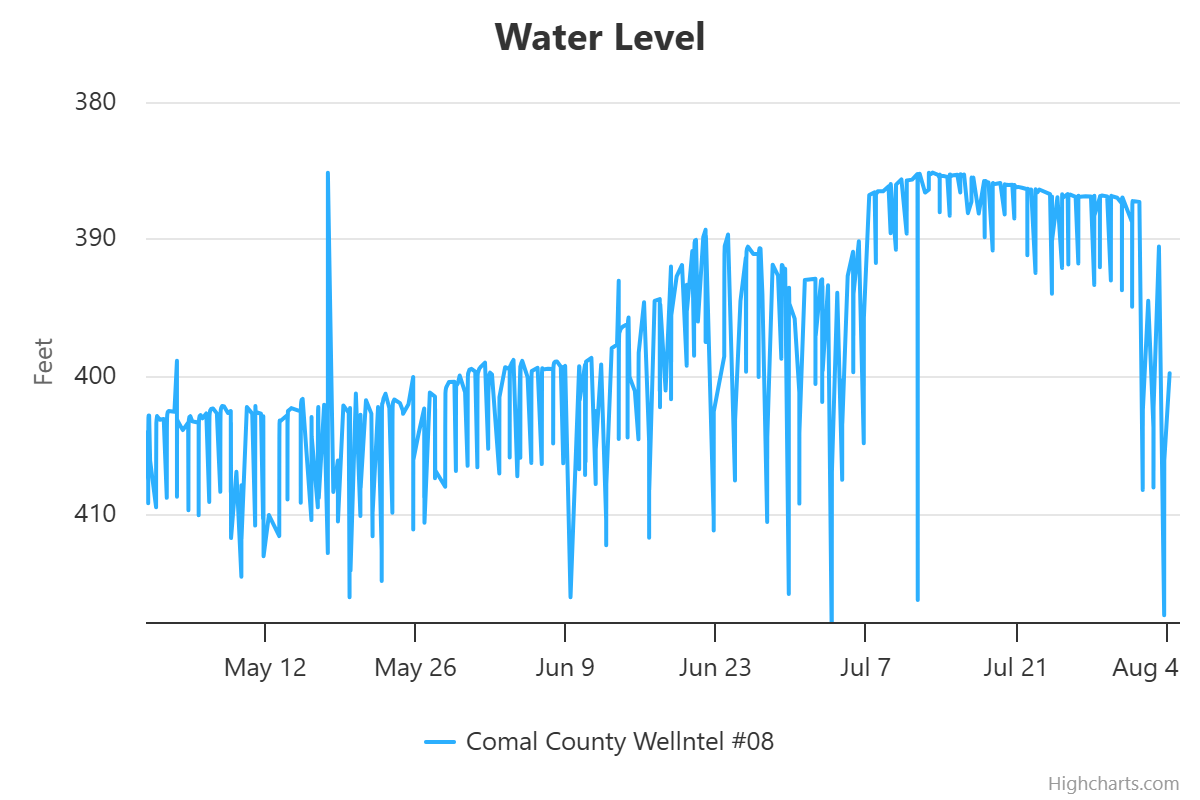 Water Level
380
390
400
410
Feet
May 12 May 26 Jun 9 Jun 23 Jul 7 Jul 21 Aug 4
Comal County Wellntel #08
Highcharts.com